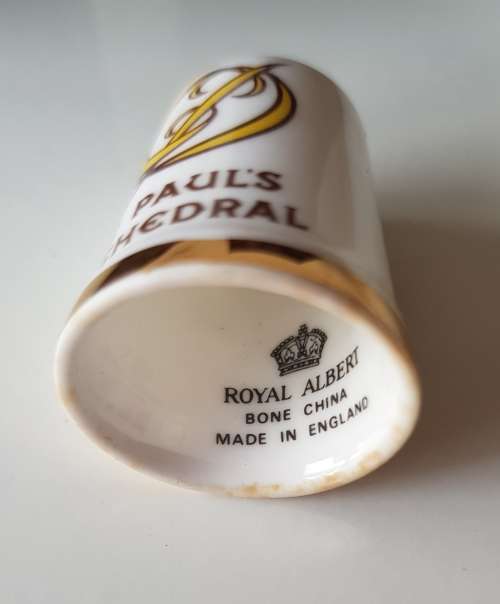 PAUL'S
HEDRAL
ROYAL ALBERT
BONE CHINA
MADE IN ENGLAND